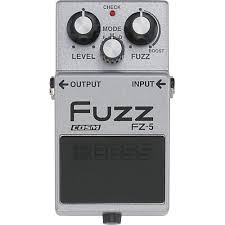 CHECK
MODE
BOOST
LEVEL
FUZZ
OUTPUT
INPUT
Fuzz
COSM
FZ-5
BOSS